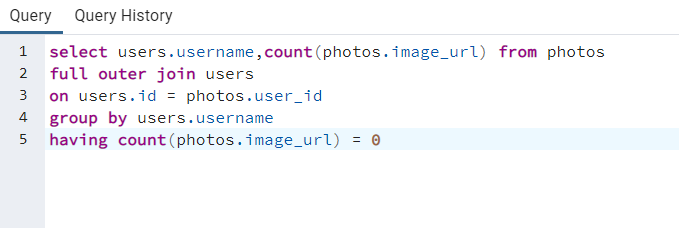 Query Query History
1 select users.username,count(photos.image_url) from photos
2 full outer join users
3 on users.id = photos.user_id
4 group by users.username
5 having count(photos.image_url) = 0